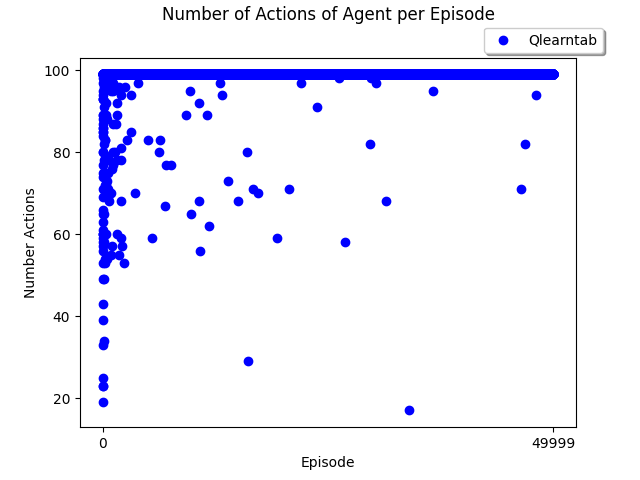 Number of Actions of Agent per Episode
Qlearntab
100
80
60
40
20
Number Actions
0
49999
Episode